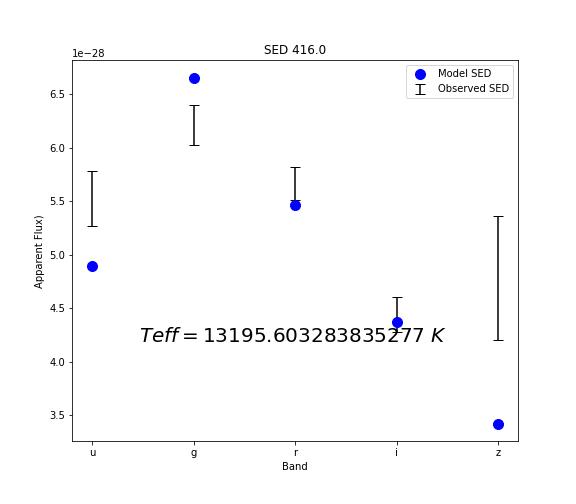 SED 416.0
1e−28
Model SED
Observed SED
6.5
6.0
5.5
5.0
4.5
4.0
3.5
Apparent Flux)
Teff = 13195.603283835277 K
u g r i z
Band